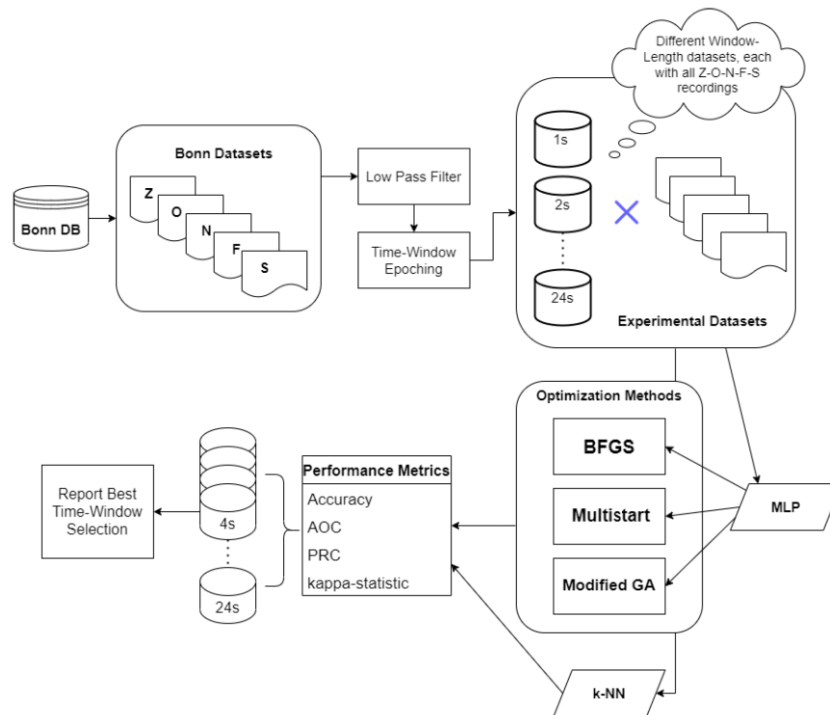 Different Window-
Length datasets, each
with all Z-O-N-F-S
recordings
Bonn DB
Bonn Datasets
Z
O
N
F
S
Low Pass Filter
Time-Window
Epoching
1s
2s
24s
Experimental Datasets
Optimization Methods
BFGS
Multistart
Modified GA
MLP
k-NN
Performance Metrics
Accuracy
AOC
PRC
kappa-statistic
4s
24s
Report Best
Time-Window
Selection